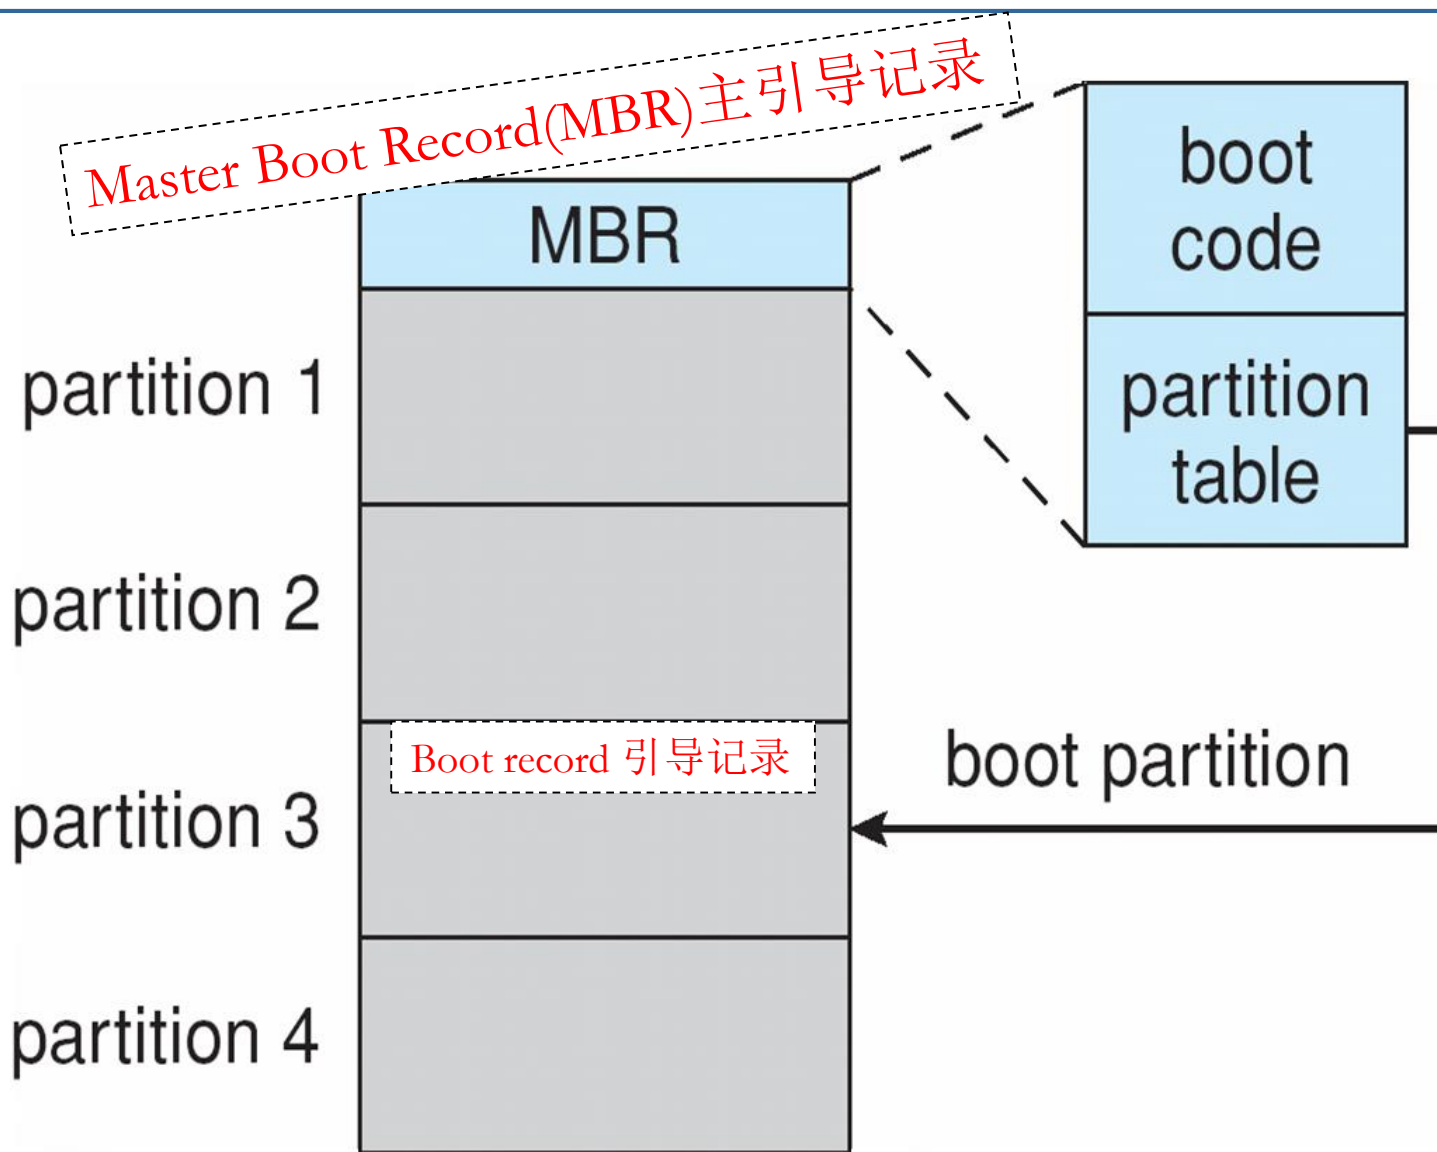 Master Boot Record(MBR)主引导记录
MBR
boot
code
partition
table
partition 1
partition 2
Boot record 引导记录
boot partition
partition 3
partition 4